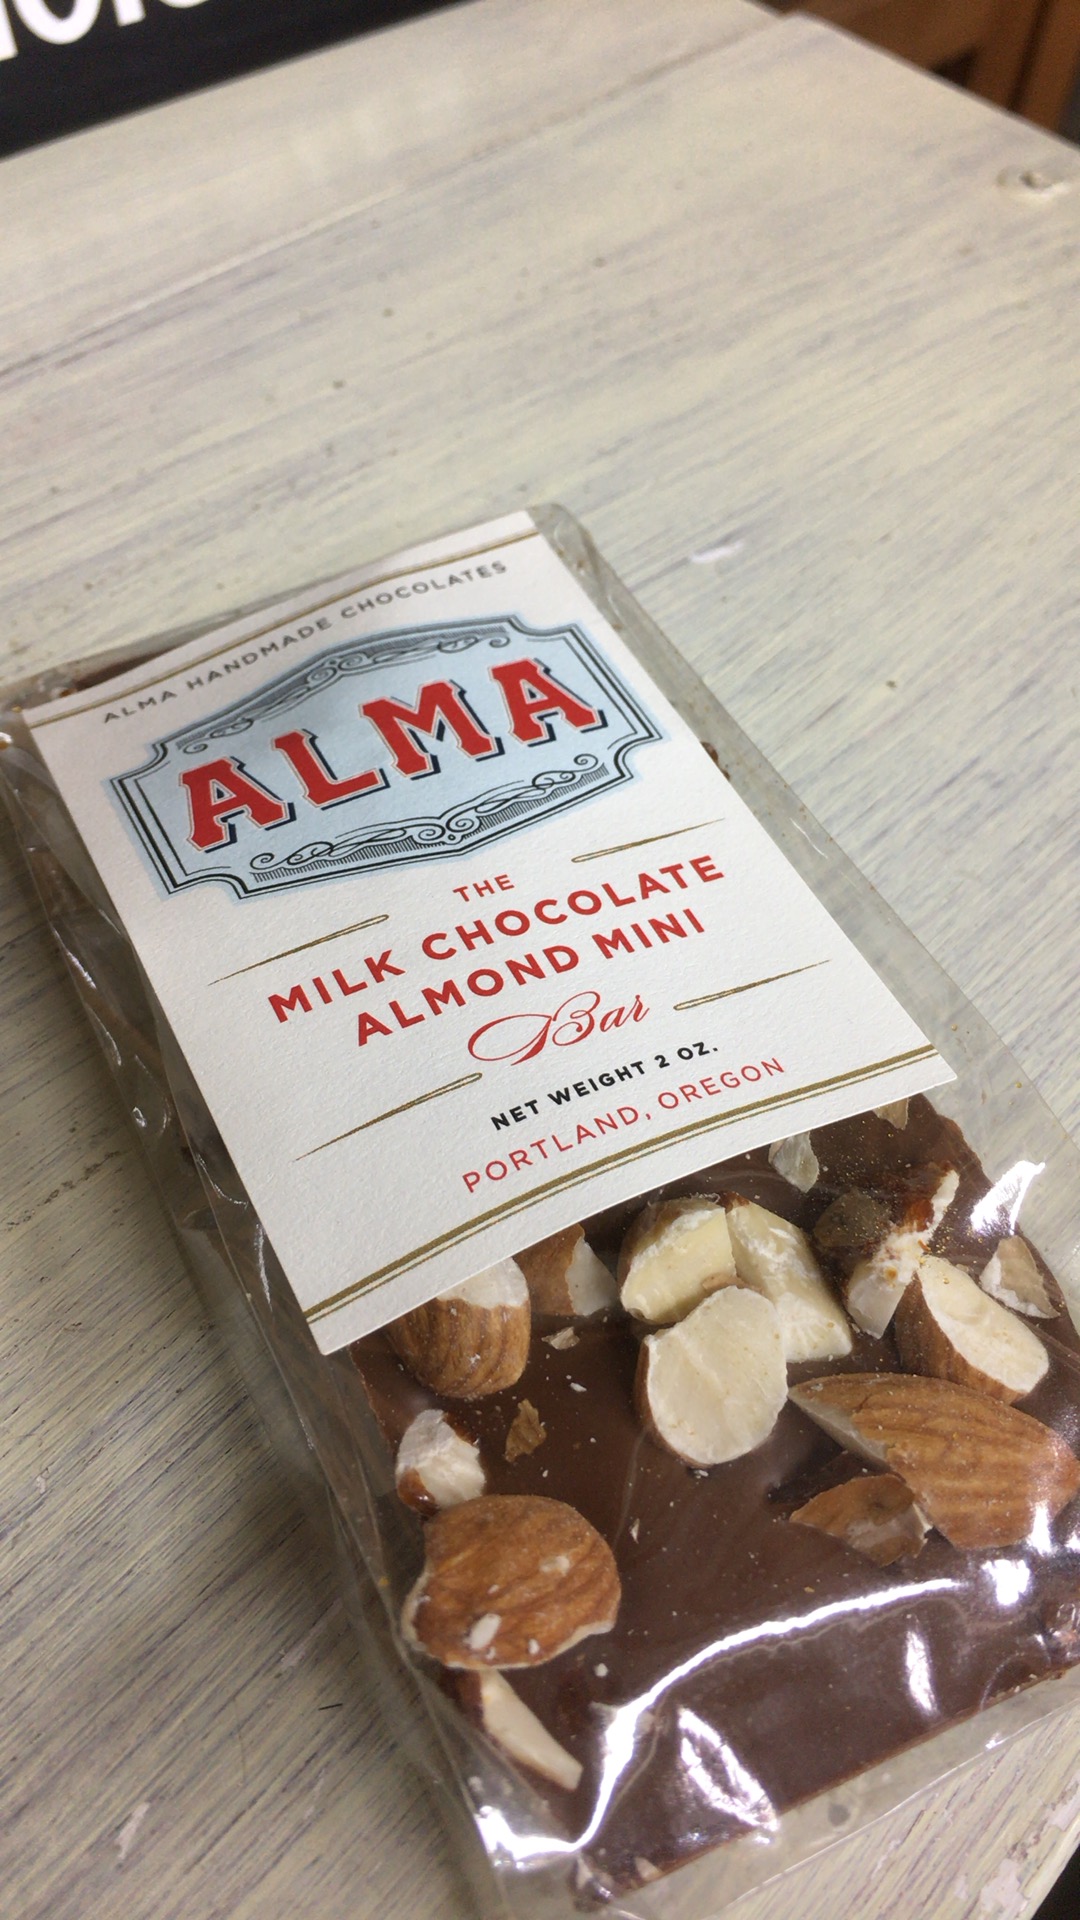 ALMA HANDMADE CHOCOLATES
ALMA
THE
MILK CHOCOLATE
ALMOND MINI
Bar
NET WEIGHT 2 OZ.
PORTLAND, OREGON